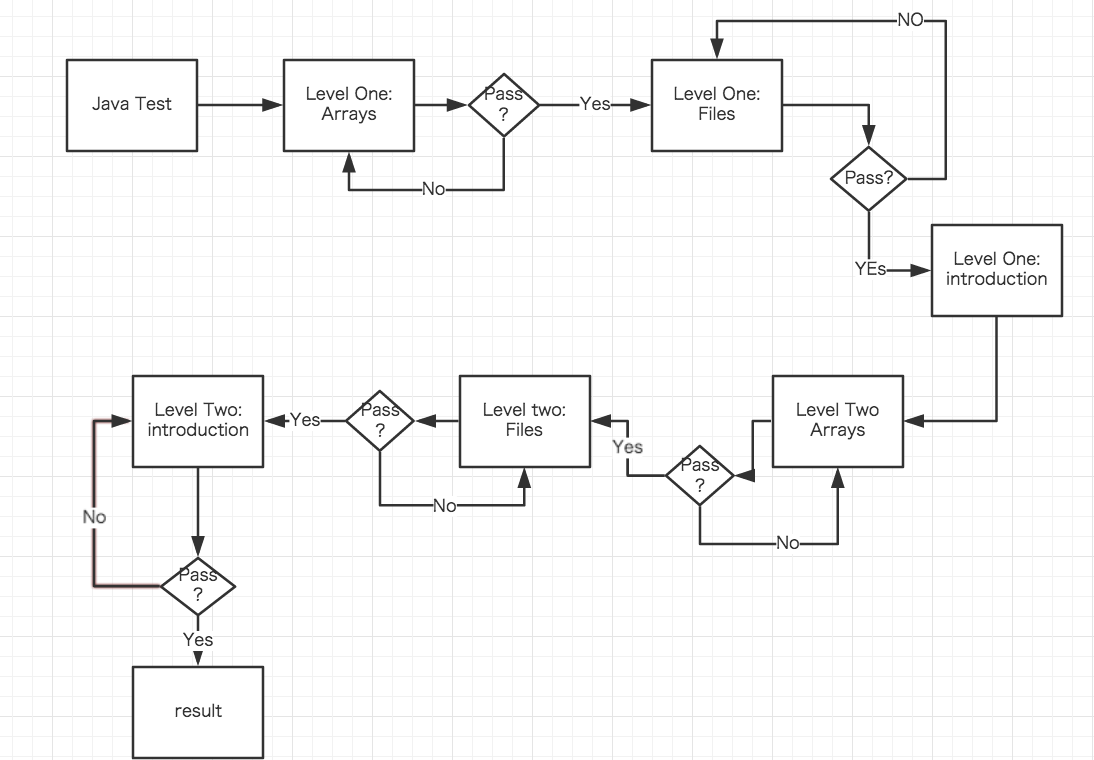 NO
Java Test
Level One:
Arrays
Pass
?
Yes
Level One:
Files
No
Pass?
YEs
Level One:
introduction
Level Two:
introduction
Yes
Pass
?
Level two:
Files
Yes
Pass
?
Level Two
Arrays
No
No
No
Pass
?
Yes
result